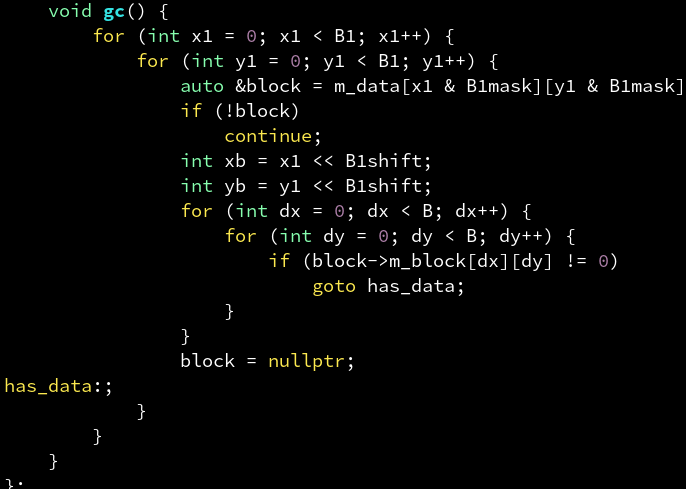 void gc() {
for (int x1 = 0; x1 < B1; x1++) {
for (int y1 = 0; y1 < B1; y1++) {
auto &block = m_data[x1 & B1mask][y1 & B1mask]
if (!block)
continue;
int xb = x1 << B1shift;
int yb = y1 << B1shift;
for (int dx = 0; dx < B; dx++) {
for (int dy = 0; dy < B; dy++) {
if (block->m_block[dx][dy] != 0)
goto has_data;
}
}
block = nullptr;
has_data:;
}
}
}
};